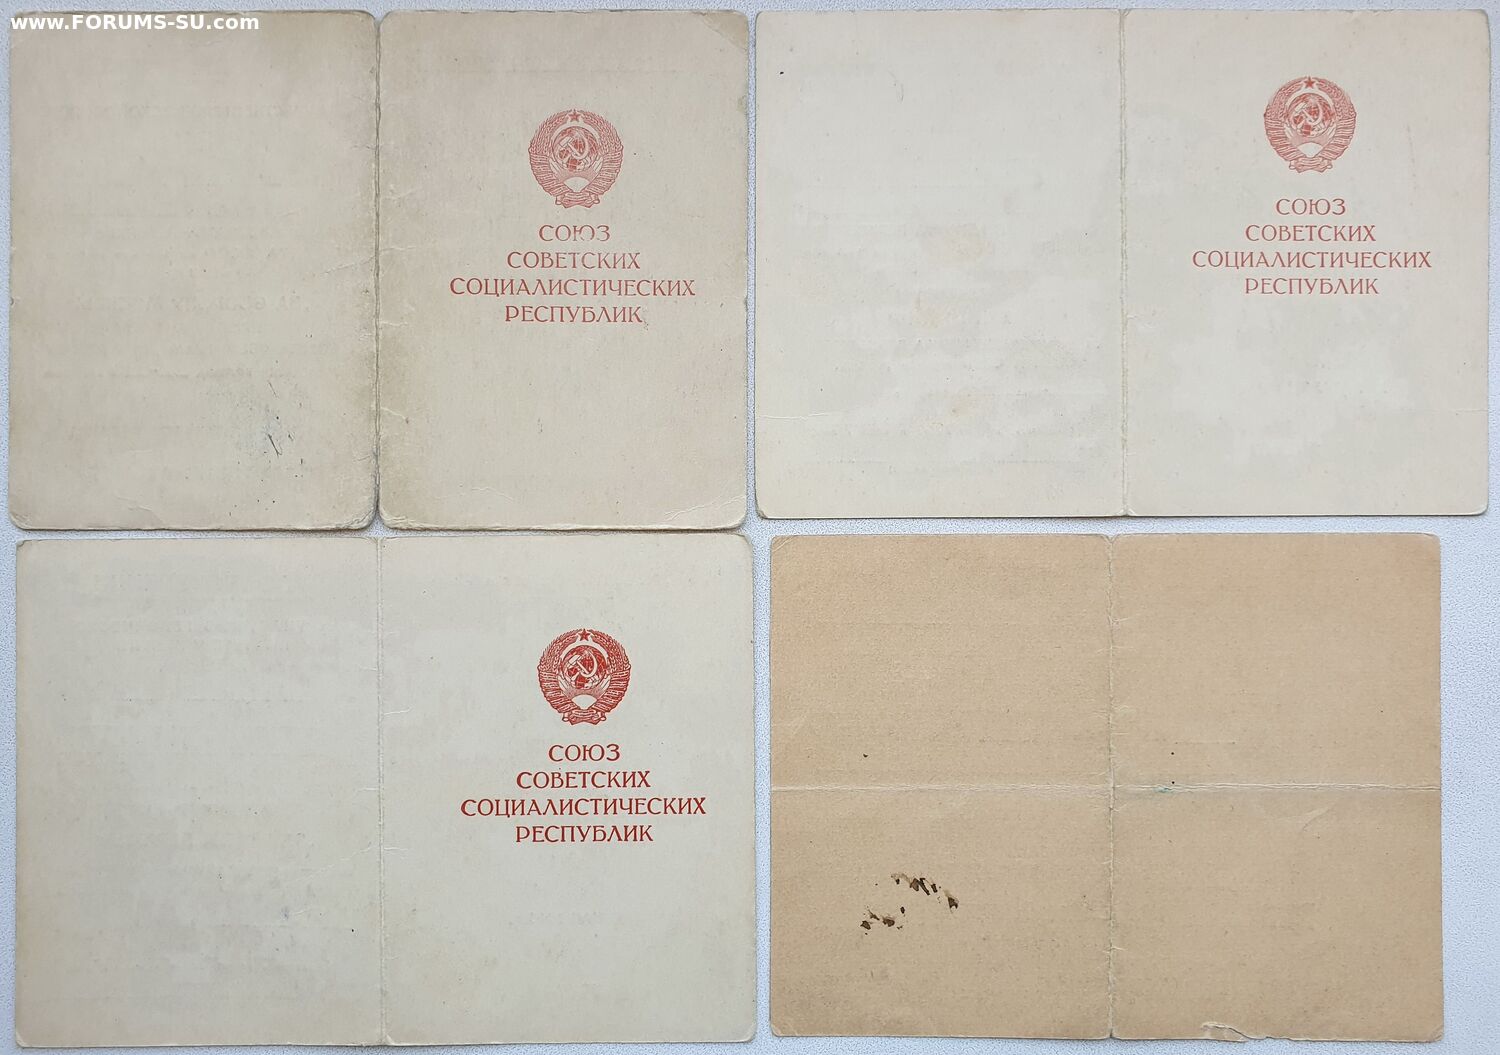 www.FORUMS-SU.com
СОЮЗ
СОВЕТСКИХ
СОЦИАЛИСТИЧЕСКИХ
РЕСПУБЛИК
СОЮЗ
СОВЕТСКИХ
СОЦИАЛИСТИЧЕСКИХ
РЕСПУБЛИК
СОЮЗ
СОВЕТСКИХ
СОЦИАЛИСТИЧЕСКИХ
РЕСПУБЛИК